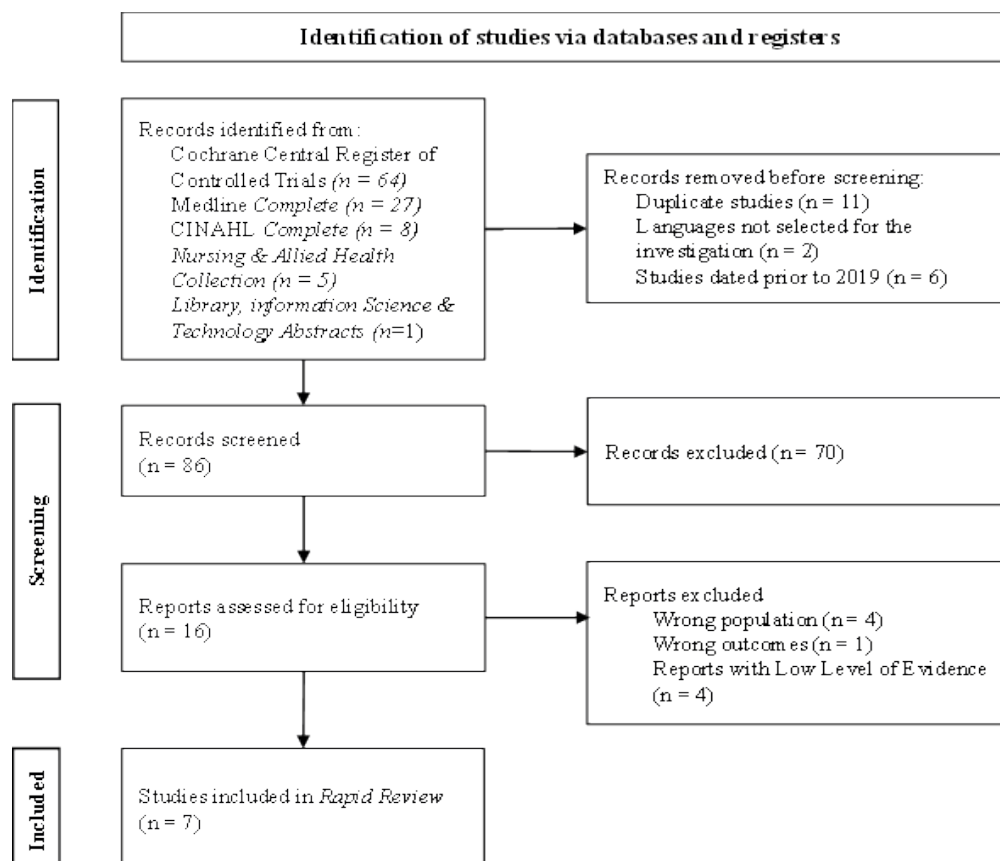 Identification of studies via databases and registers
Identification
Records identified from:
Cochrane Central Register of
Controlled Trials (n = 64)
Medline Complete (n = 27)
CINAHL Complete (n = 8)
Nursing & Allied Health
Collection (n = 5)
Library, information Science &
Technology Abstracts (n=1)
Records removed before screening:
Duplicate studies (n = 11)
Languages not selected for the
investigation (n = 2)
Studies dated prior to 2019 (n = 6)
Screening
Records screened
(n = 86)
Records excluded (n = 70)
Reports assessed for eligibility
(n = 16)
Reports excluded
Wrong population (n = 4)
Wrong outcomes (n = 1)
Reports with Low Level of Evidence
(n = 4)
Included
Studies included in Rapid Review
(n = 7)